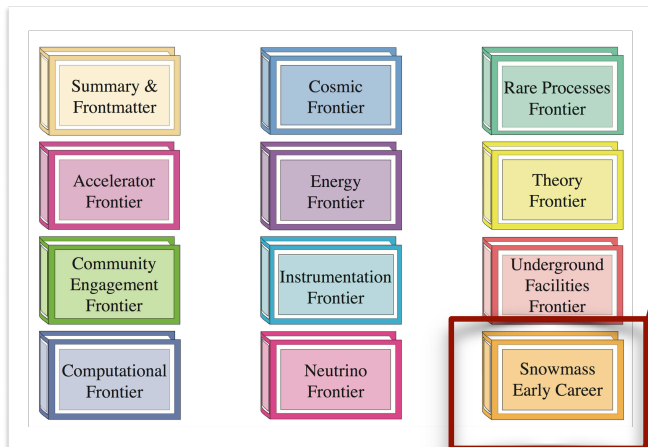 Summary &
Frontmatter
Cosmic
Frontier
Rare Processes
Frontier
Accelerator
Frontier
Energy
Frontier
Theory
Frontier
Community
Engagement
Frontier
Instrumentation
Frontier
Underground
Facilities
Frontier
Computational
Frontier
Neutrino
Frontier
Snowmass
Early Career